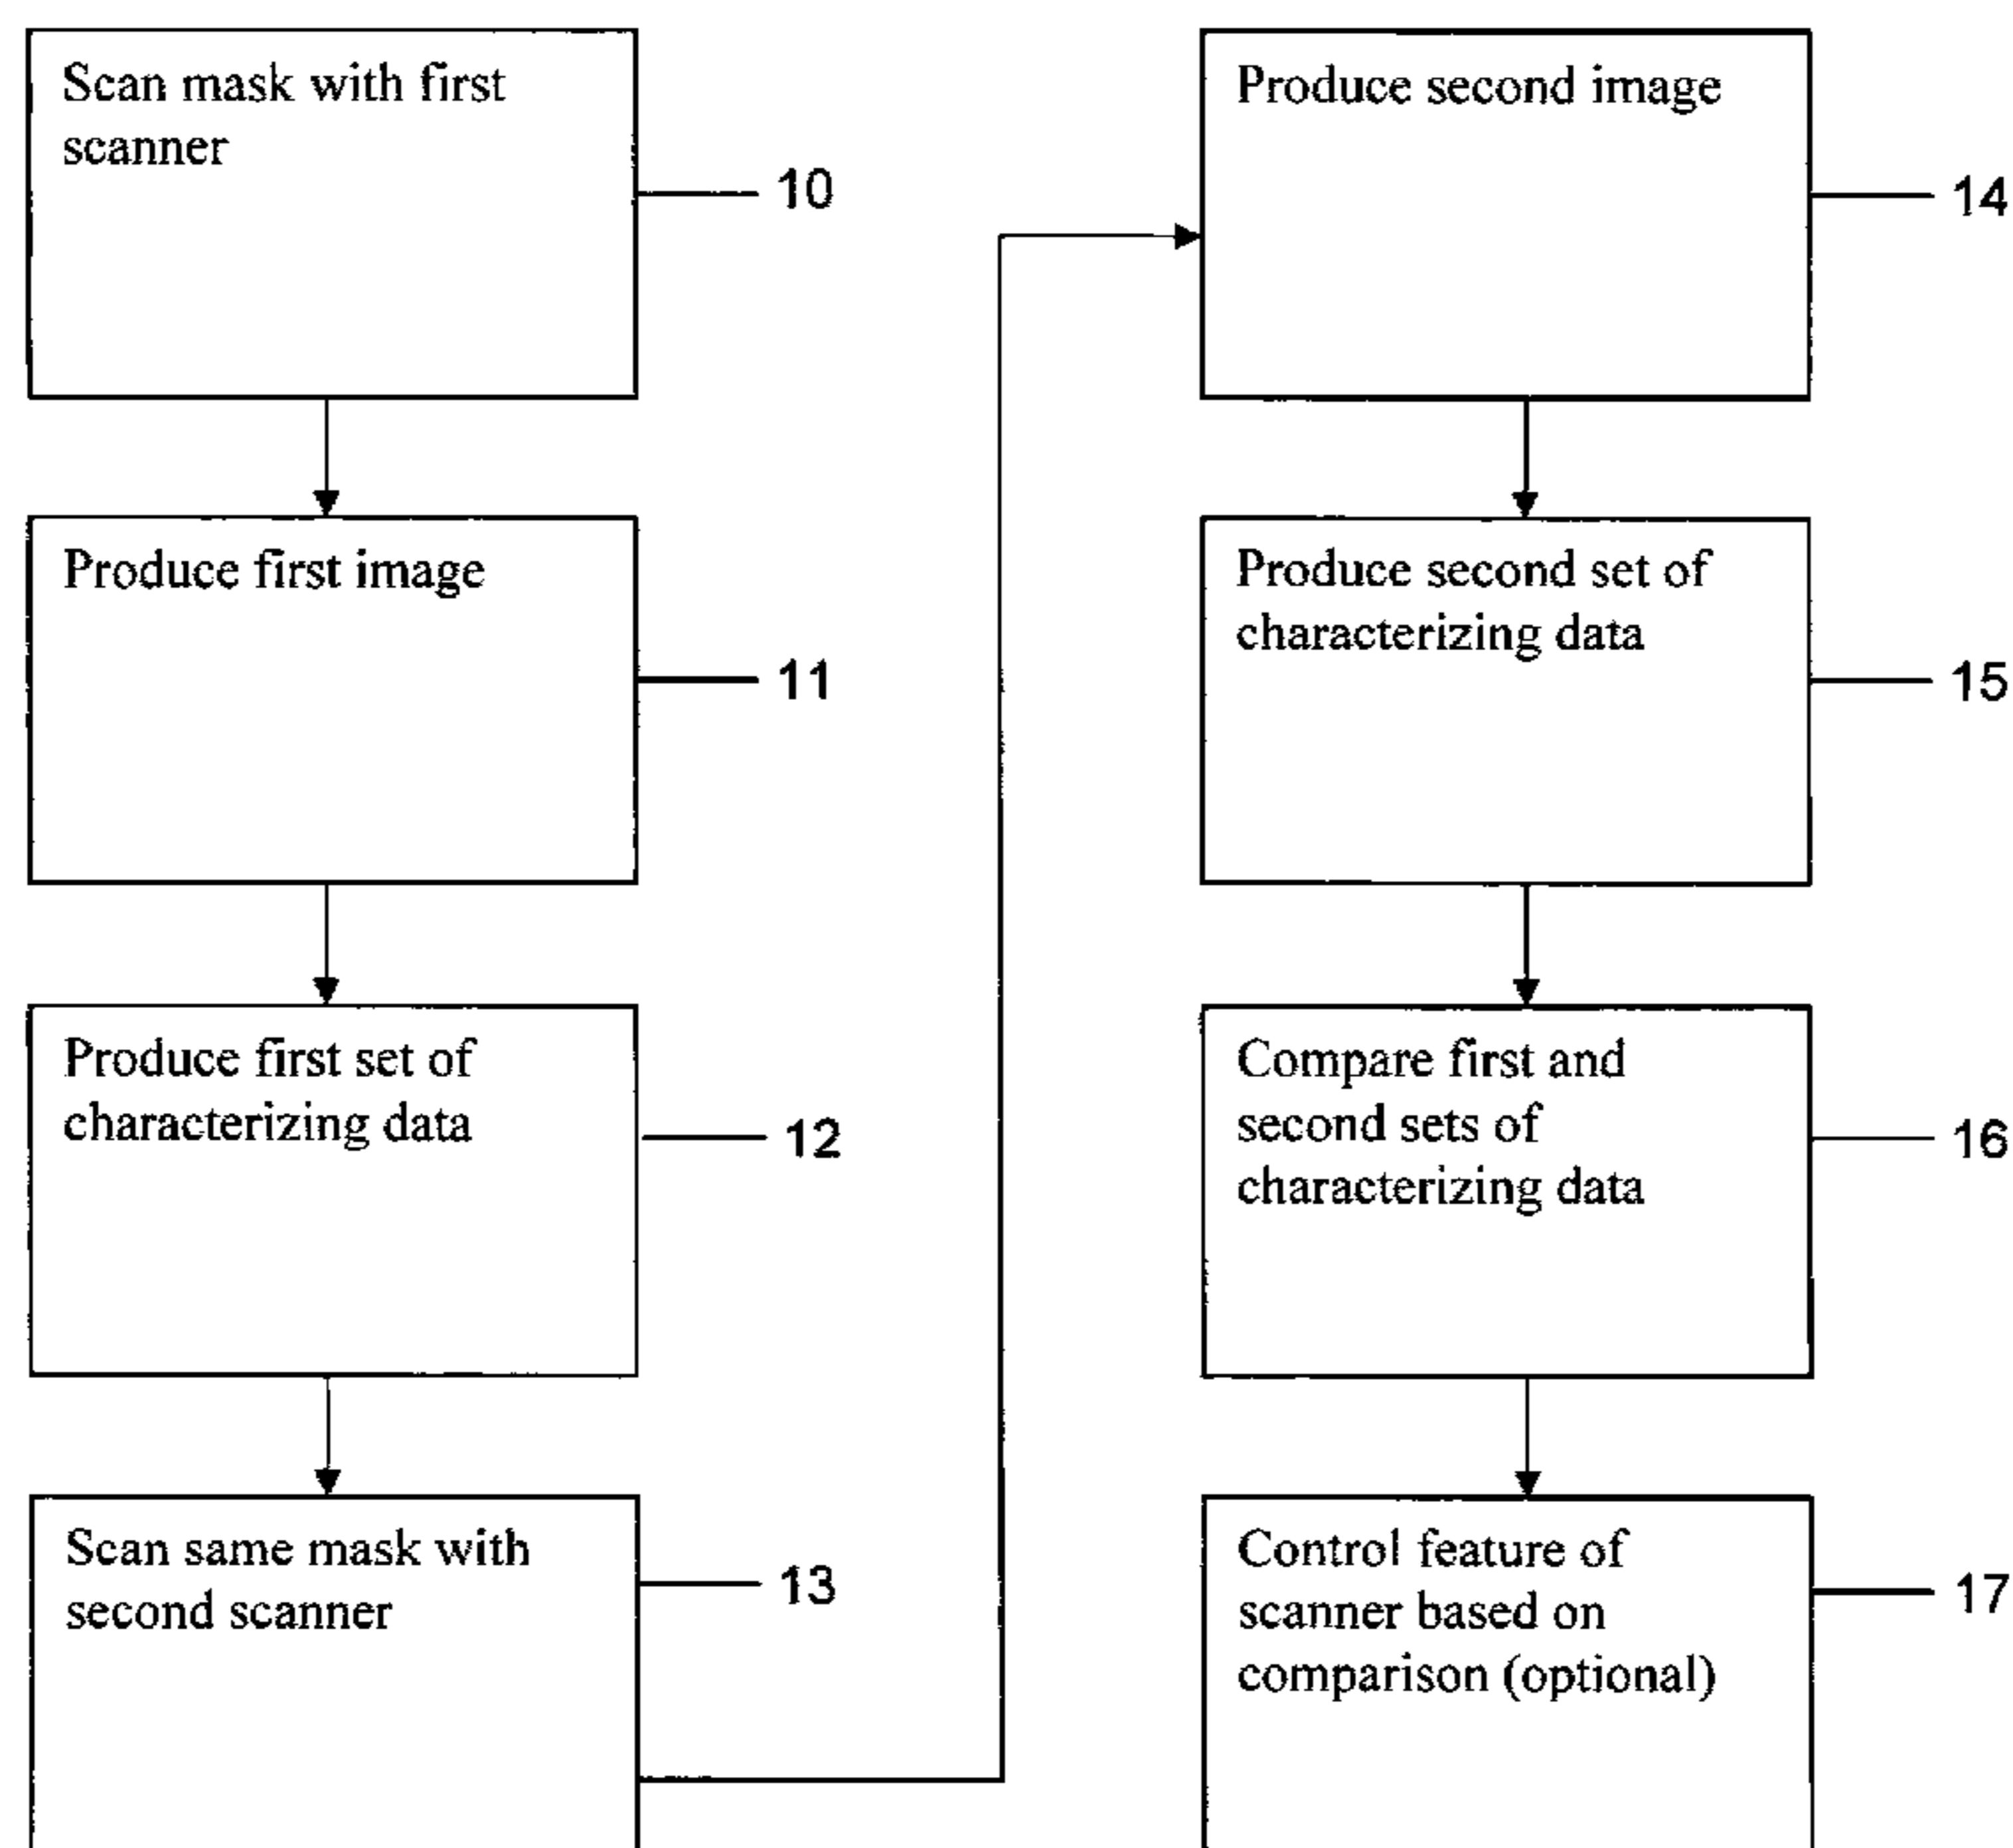 Scan mask with first
scanner
10
Produce first image
11
Produce first set of
characterizing data
12
Scan same mask with
second scanner
13
Produce second image
14
Produce second set of
characterizing data
15
Compare first and
second sets of
characterizing data
16
Control feature of
scanner based on
comparison (optional)
17